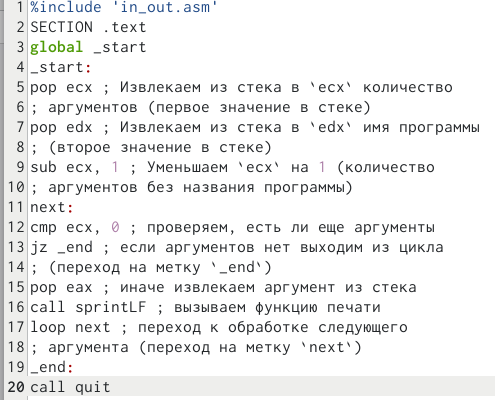 1 %include 'in_out.asm'
2 SECTION .text
3 global _start
4 _start:
5 pop ecx ; Извлекаем из стека в `ecx` количество
6 ; аргументов (первое значение в стеке)
7 pop edx ; Извлекаем из стека в `edx` имя программы
8 ; (второе значение в стеке)
9 sub ecx, 1 ; Уменьшаем `ecx` на 1 (количество
10 ; аргументов без названия программы)
11 next:
12 cmp ecx, 0 ; проверяем, есть ли еще аргументы
13 jz _end ; если аргументов нет выходим из цикла
14 ; (переход на метку `_end`)
15 pop eax ; иначе извлекаем аргумент из стека
16 call sprintLF ; вызываем функцию печати
17 loop next ; переход к обработке следующего
18 ; аргумента (переход на метку `next`)
19 _end:
20 call quit